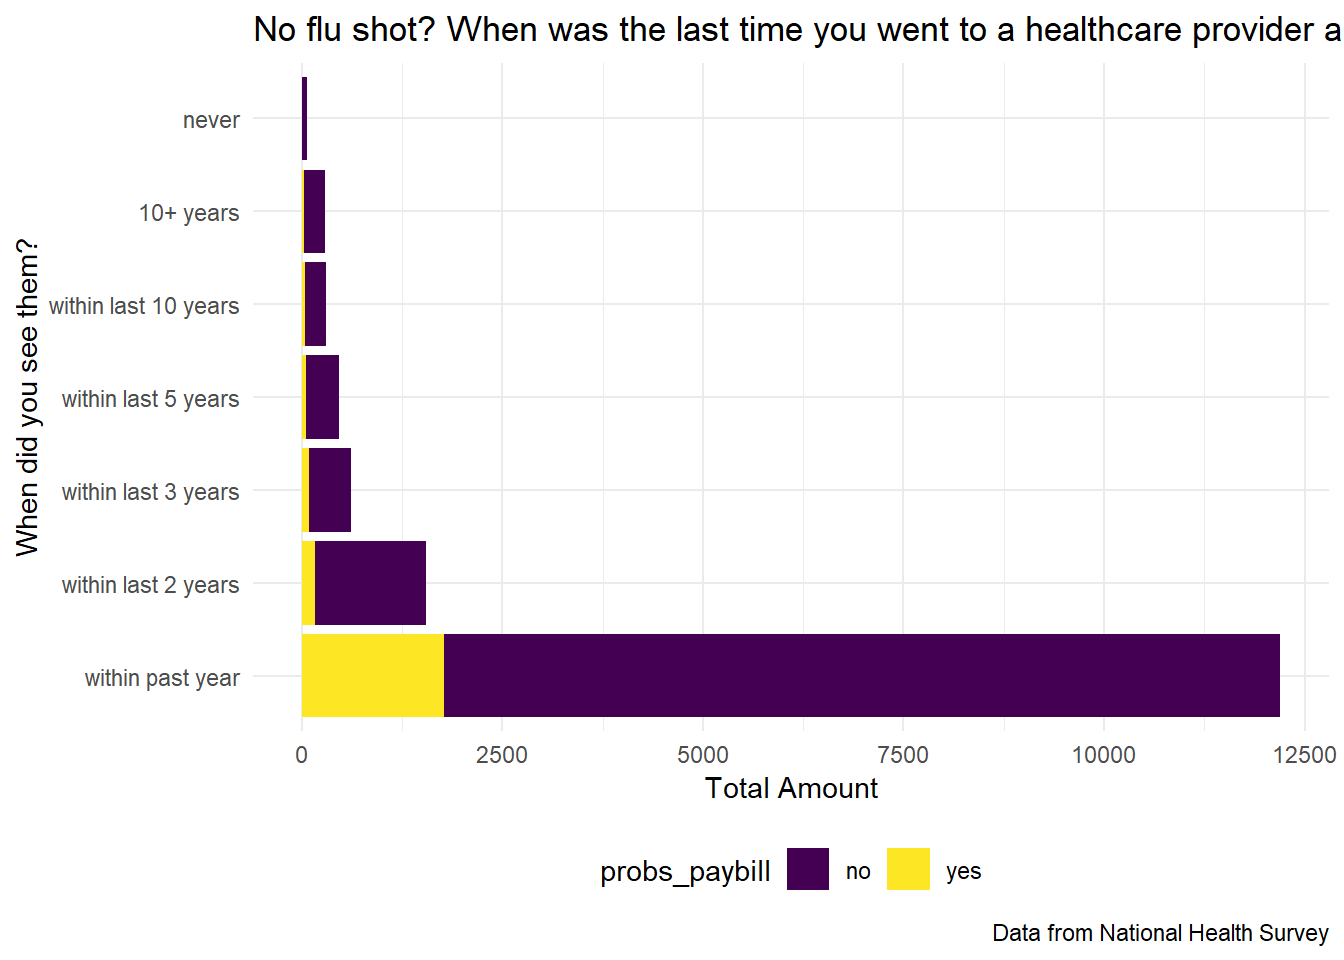 No flu shot? When was the last time you went to a healthcare provider a
When did you see them?
never
10+ years
within last 10 years
within last 5 years
within last 3 years
within last 2 years
within past year
0 2500 5000 7500 10000 12500
Total Amount
probs_paybill no yes
Data from National Health Survey